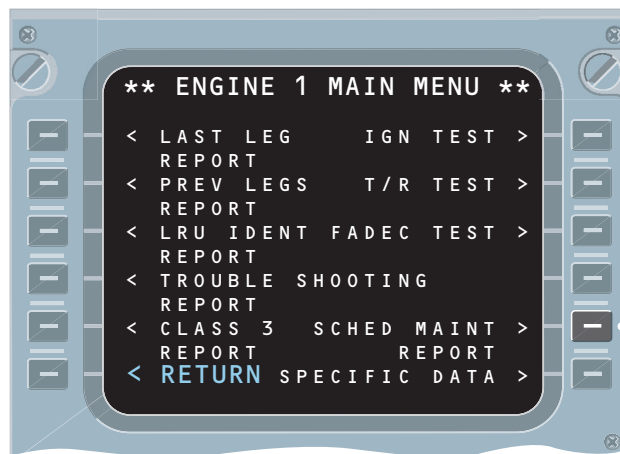 ** ENGINE 1 MAIN MENU **
< LAST LEG IGN TEST >
REPORT
< PREV LEGS T/R TEST >
REPORT
< LRU IDENT FADEC TEST >
REPORT
< TROUBLE SHOOTING
REPORT
< CLASS 3 SCHED MAINT >
REPORT REPORT
< RETURN SPECIFIC DATA >